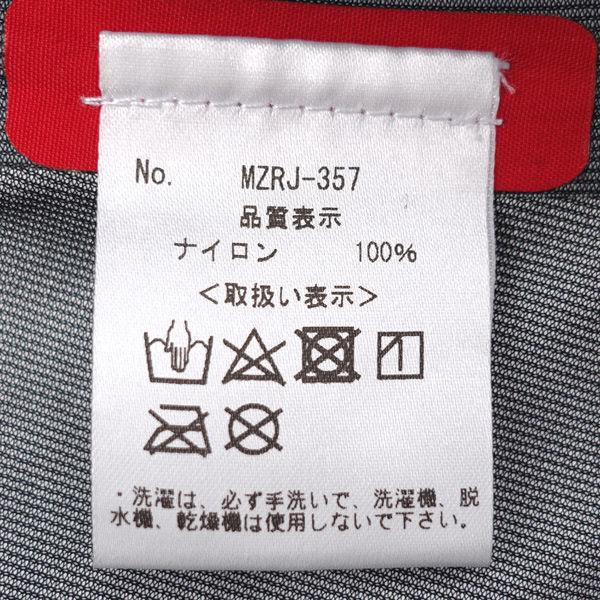 No. MZRJ-357
品質表示
ナイロン 100%
<取扱い表示>
・洗濯は、必ず手洗いで、洗濯機、脱
水機、乾燥機は使用しないで下さい。